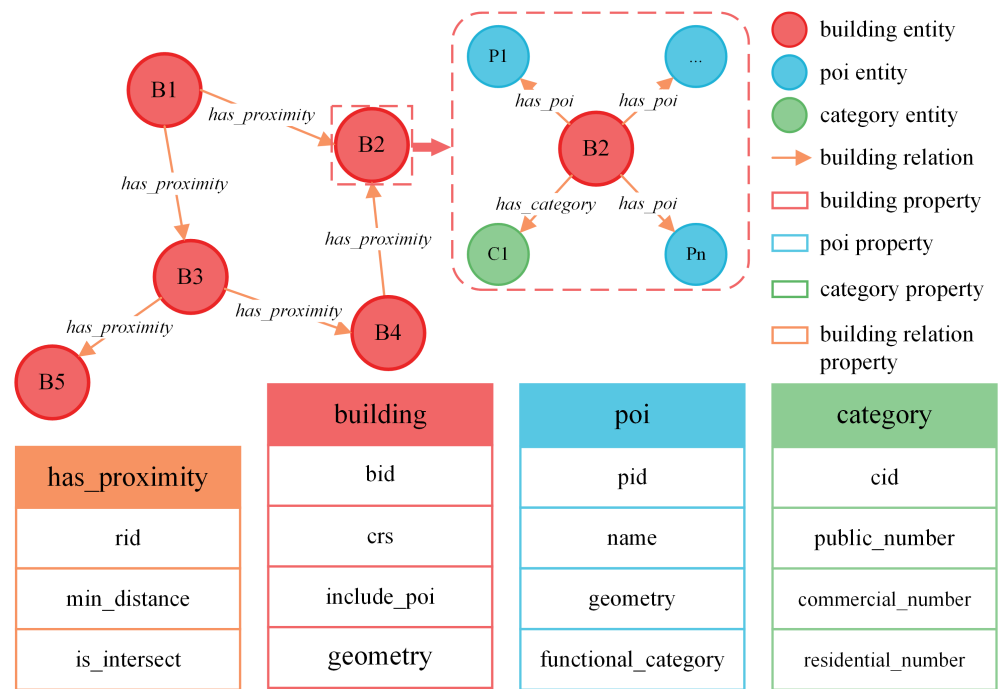 B1
has_proximity
B2
has_proximity
has_proximity
B3
has_proximity
has_proximity
B4
B5
P1
...
has_poi
has_poi
B2
has_category
has_poi
C1
Pn
building entity
poi entity
category entity
building relation
building property
poi property
category property
building relation
property
has_proximity
rid
min_distance
is_intersect
building
bid
crs
include_poi
geometry
poi
pid
name
geometry
functional_category
category
cid
public_number
commercial_number
residential_number